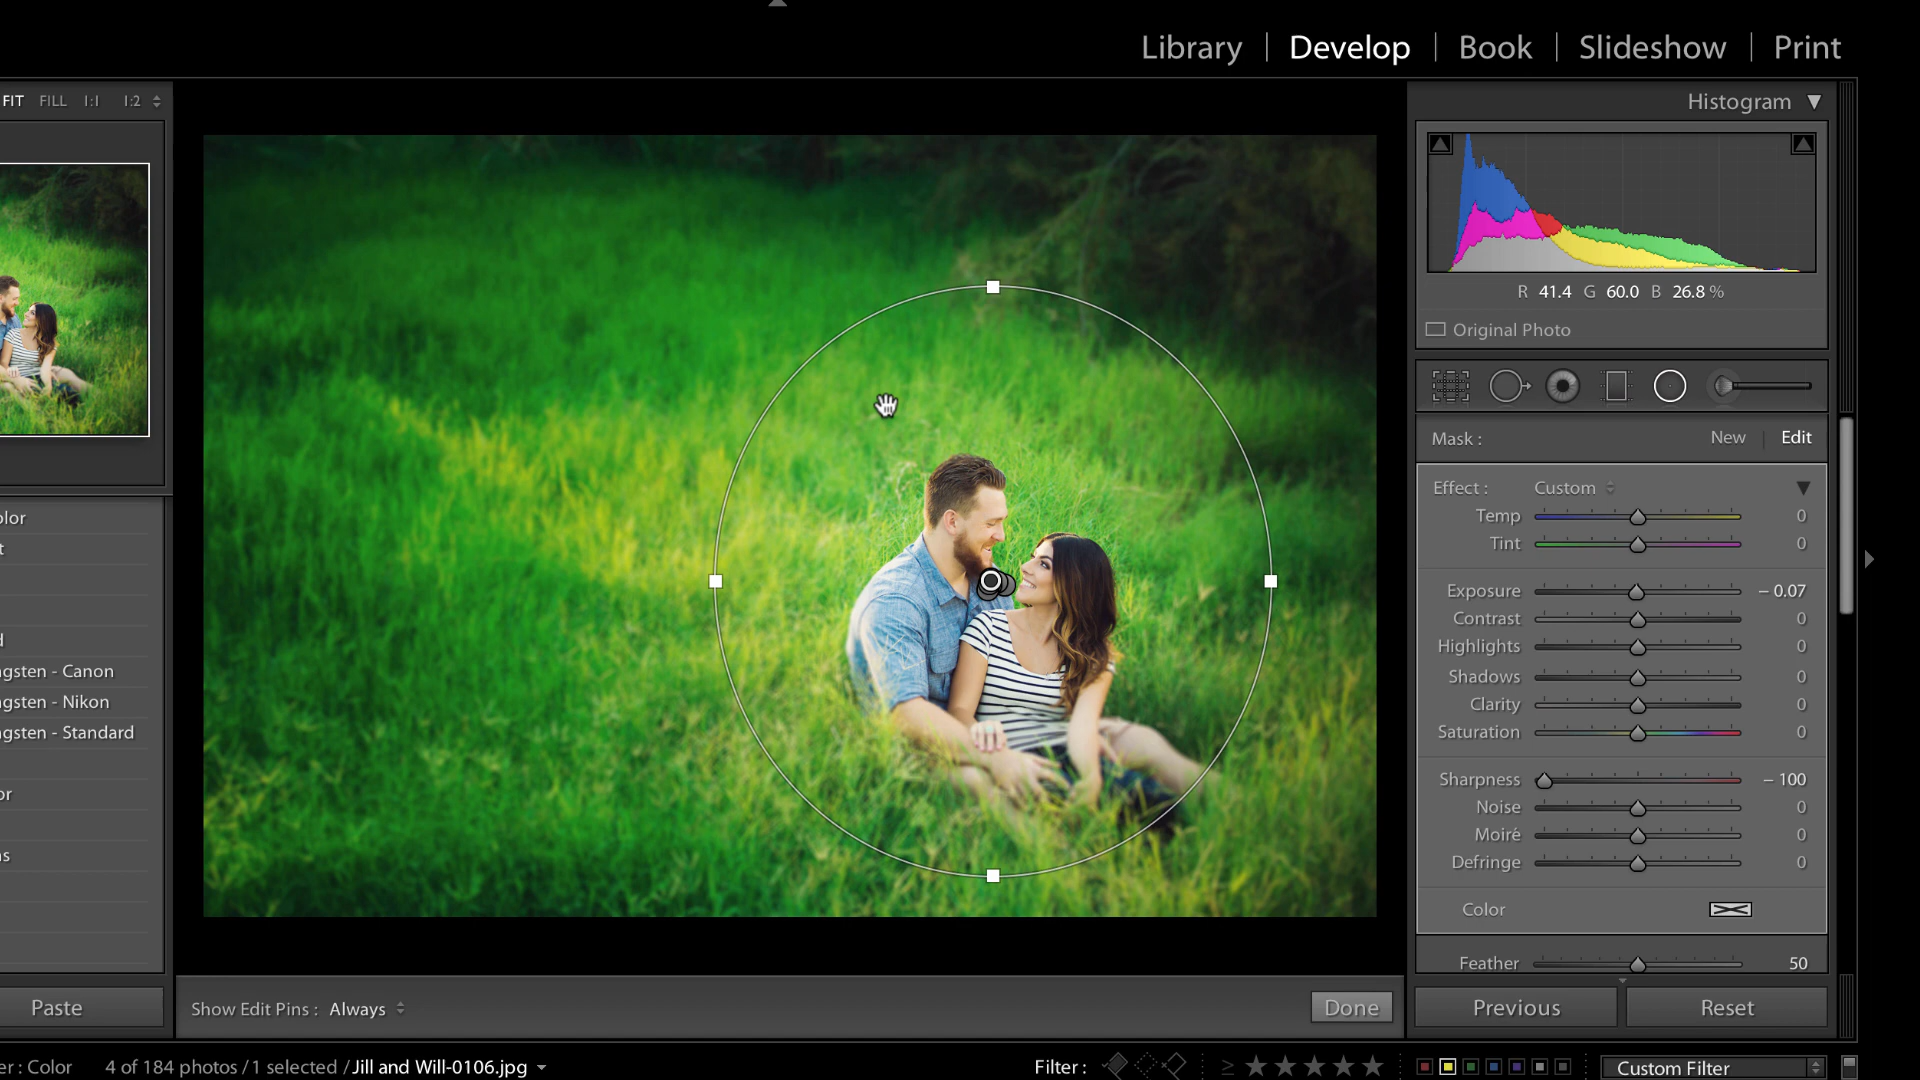 Library | Develop | Book | Slideshow | Print
FIT FILL 1:1 1:2
Histogram
R 41.4 G 60.0 B 26.8 %
Original Photo
Mask : New Edit
Effect : Custom
Temp 0
Tint 0
Exposure – 0.07
Contrast 0
Highlights 0
Shadows 0
Clarity 0
Saturation 0
Sharpness – 100
Noise 0
Moiré 0
Defringe 0
Color
Feather 50
olor
t
d
ngsten - Canon
ngsten - Nikon
ngsten - Standard
or
ns
Paste
Show Edit Pins : Always
Done
Previous
Reset
er : Color
4 of 184 photos / 1 selected / Jill and Will-0106.jpg
Filter :
≥ ★ ★ ★ ★ ★
Custom Filter